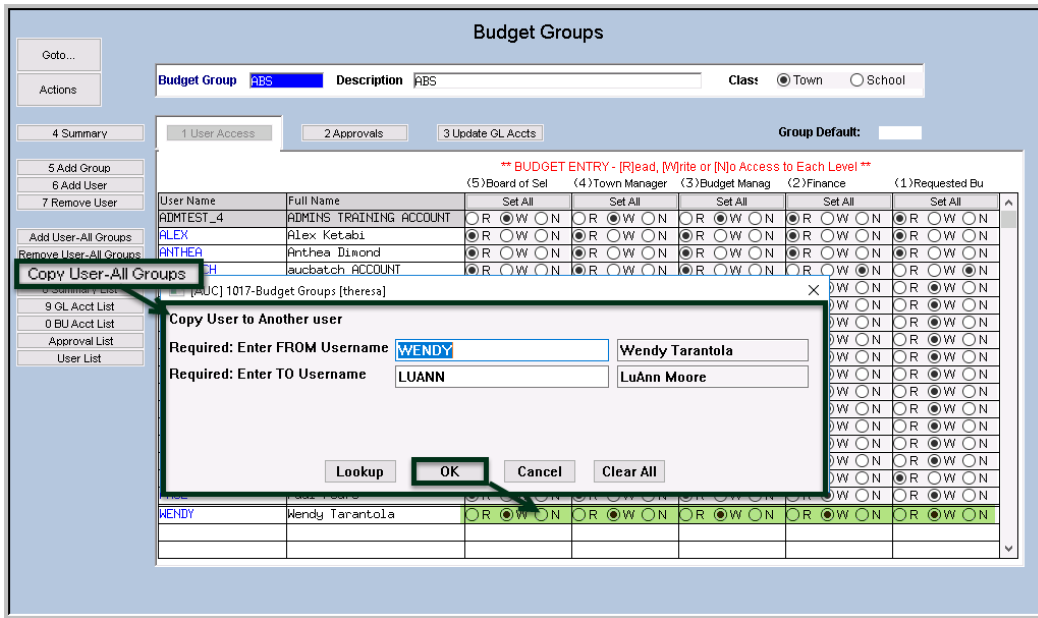 Budget Groups
Goto...
Actions
Budget Group ABS Description ABS Class Town School
4 Summary 1 User Access 2 Approvals 3 Update GL Accts Group Default:
5 Add Group
6 Add User
7 Remove User
Add User-All Groups
Remove User-All Groups
Copy User-All Groups
9 GL Acct List
0 BU Acct List
Approval List
User List
** BUDGET ENTRY - [R]ead, [W]rite or [N]o Access to Each Level **
(5)Board of Sel (4)Town Manager (3)Budget Manag (2)Finance (1)Requested Bu
User Name Full Name Set All Set All Set All Set All Set All
ADMTEST_4 ADMINS TRAINING ACCOUNT R W N R W N R W N R W N R W N
ALEX Alex Ketabi R W N R W N R W N R W N R W N
ANTHEA Anthea Dimond R W N R W N R W N R W N R W N
CH aucbatch ACCOUNT R W N R W N R W N R W N R W N
[AUC] 1017-Budget Groups [theresa]
Copy User to Another user
Required: Enter FROM Username WENDY Wendy Tarantola
Required: Enter TO Username LUANN LuAnn Moore
Lookup OK Cancel Clear All
W N R W N
W N R W N
W N R W N
W N R W N
W N R W N
W N R W N
W N R W N
W N R W N
W N R W N
W N R W N
W N R W N
W N R W N
W N R W N
WENDY Wendy Tarantola R W N R W N R W N R W N R W N